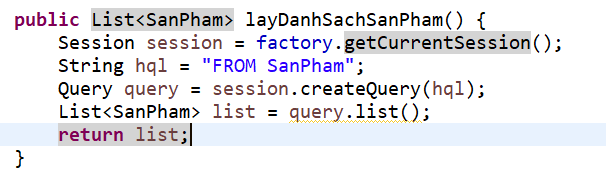 public List<SanPham> layDanhSachSanPham() {
Session session = factory.getCurrentSession();
String hql = "FROM SanPham";
Query query = session.createQuery(hql);
List<SanPham> list = query.list();
return list;
}